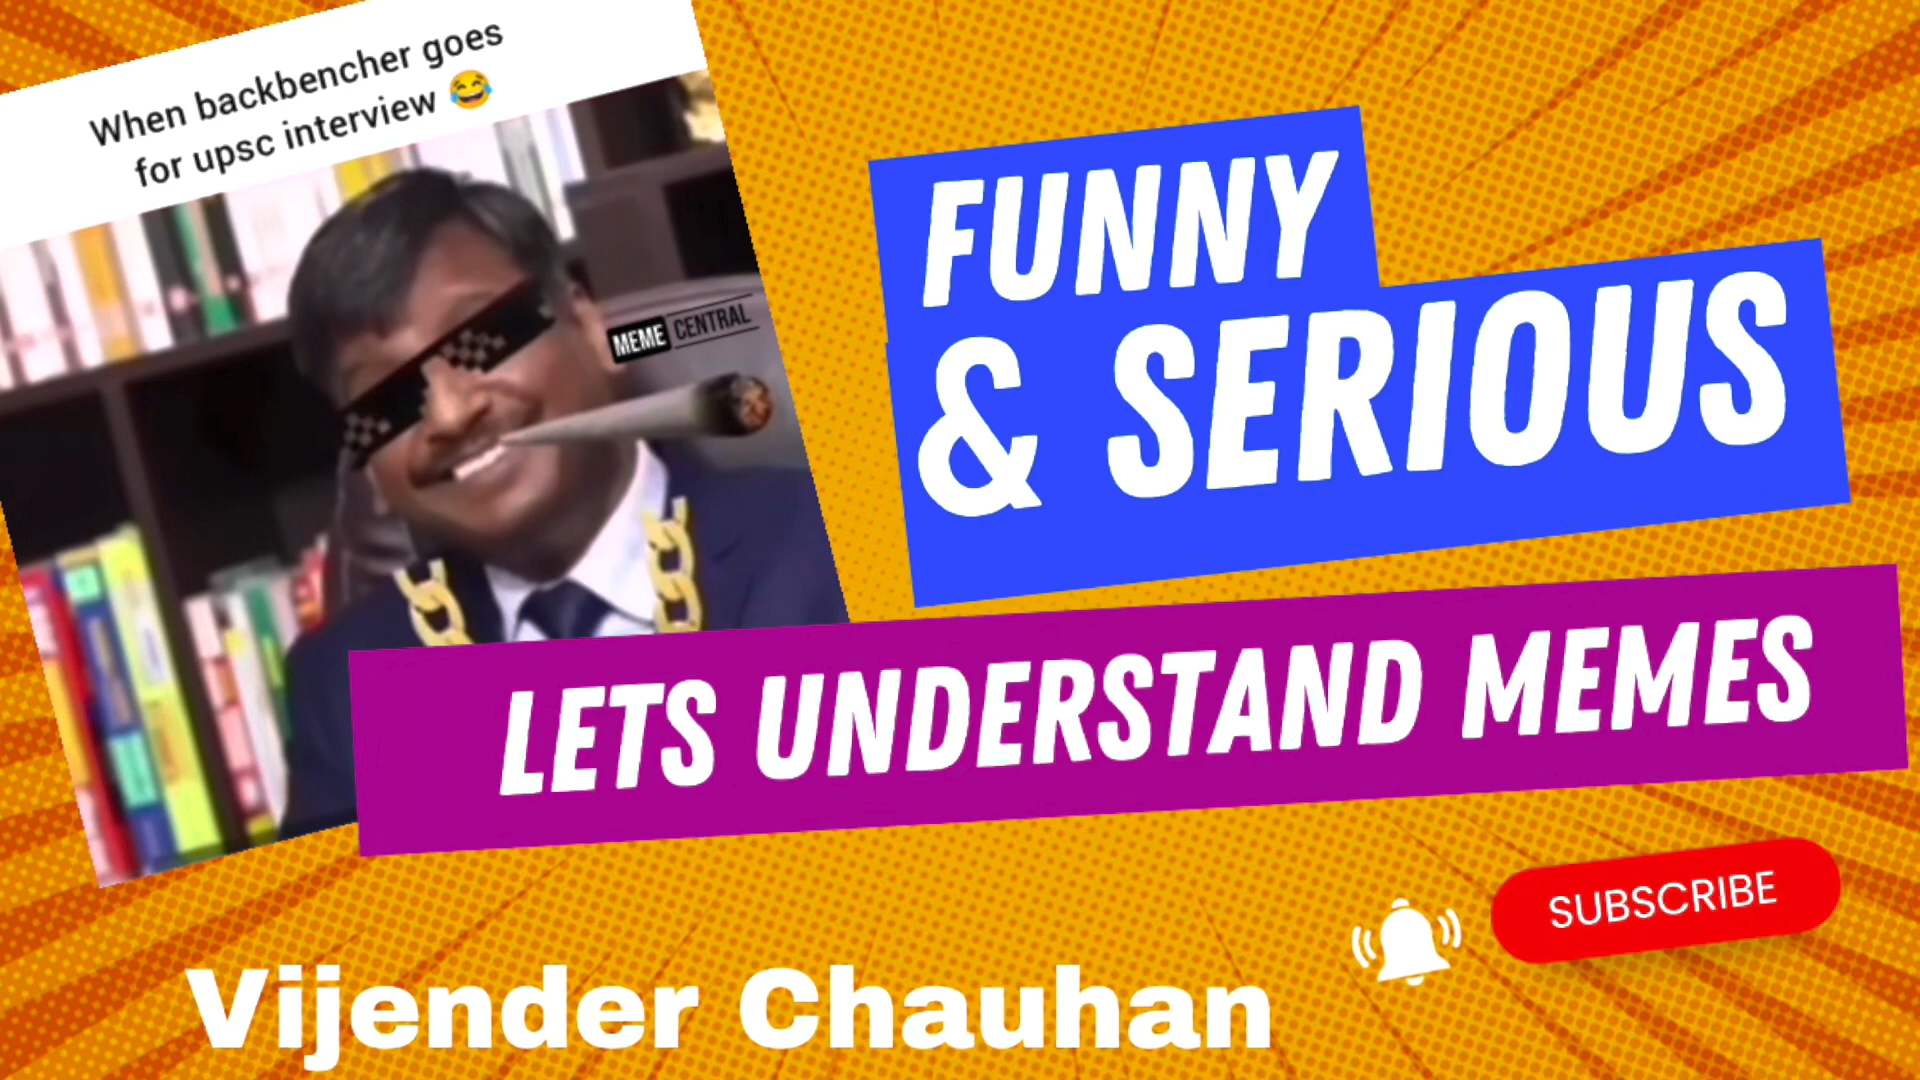 When backbencher goes
for upsc interview 😂
MEME CENTRAL
FUNNY
& SERIOUS
LETS UNDERSTAND MEMES
SUBSCRIBE
Vijender Chauhan